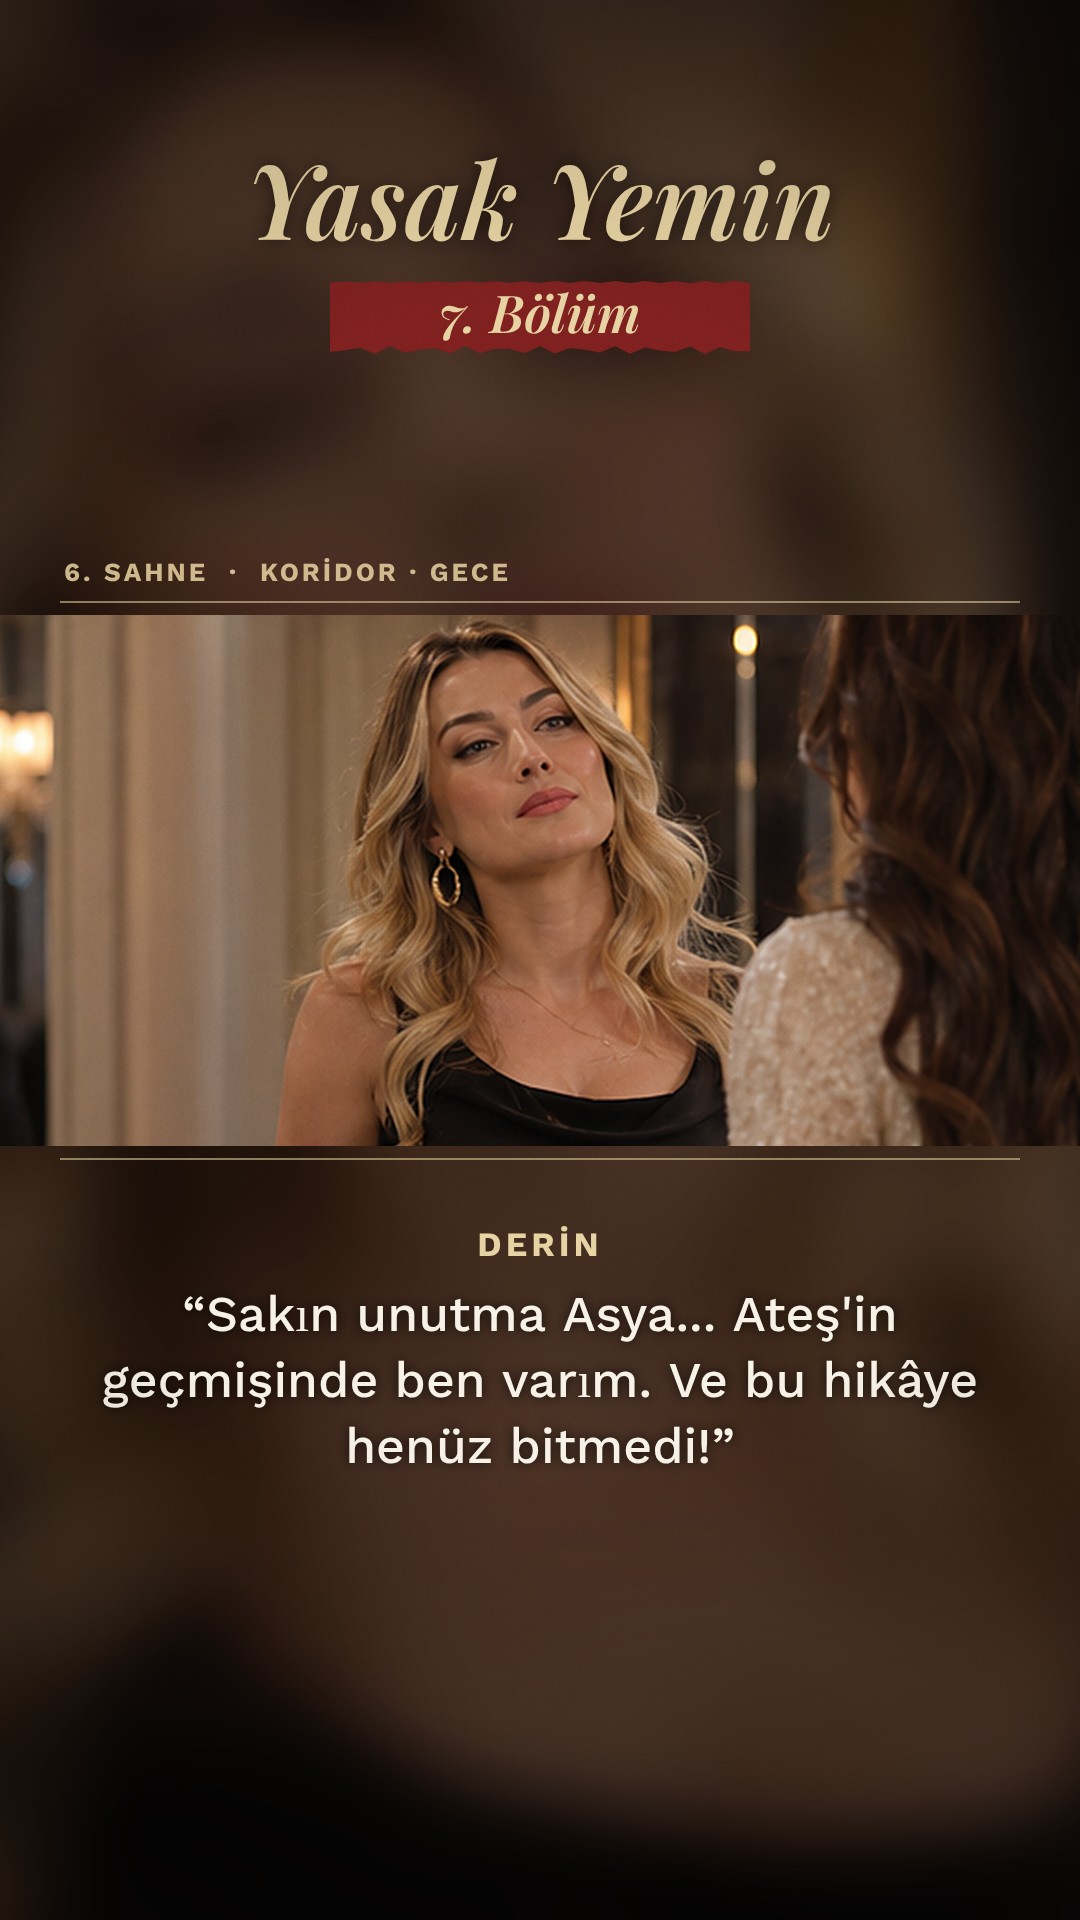 Yasak Yemin
7. Bölüm
6. SAHNE · KORİDOR · GECE
DERİN
“Sakın unutma Asya... Ateş'in
geçmişinde ben varım. Ve bu hikâye
henüz bitmedi!”